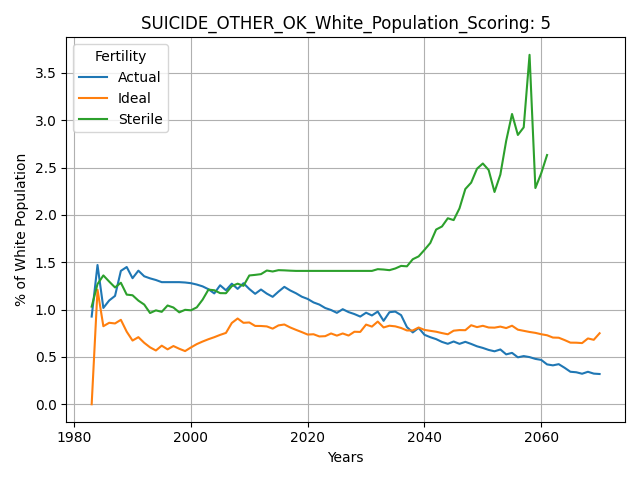 SUICIDE_OTHER_OK_White_Population_Scoring: 5
Fertility
Actual
Ideal
Sterile
% of White Population
3.5
3.0
2.5
2.0
1.5
1.0
0.5
0.0
1980 2000 2020 2040 2060
Years